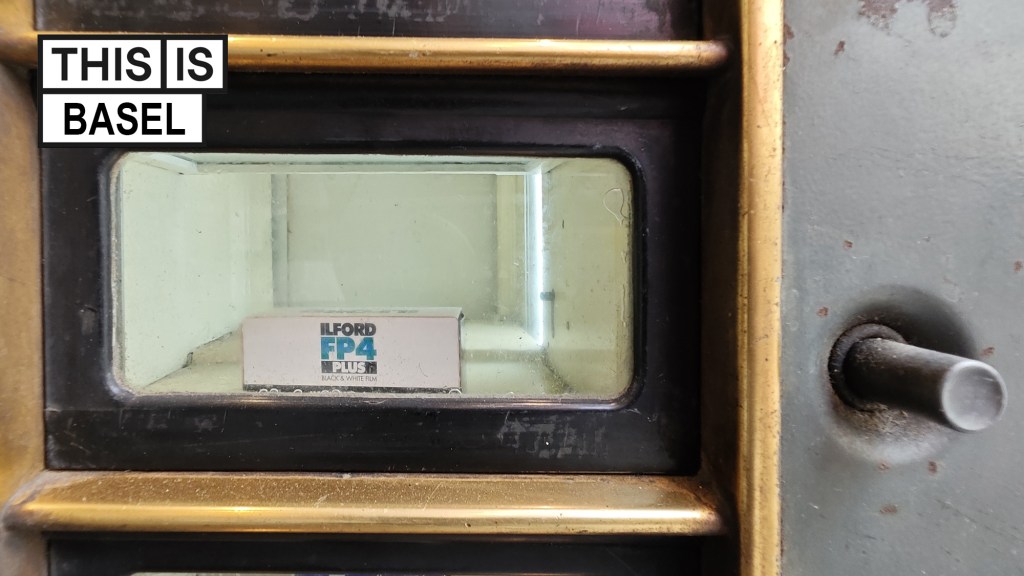 THIS IS
BASEL
ILFORD
FP4
PLUS
BLACK & WHITE FILM